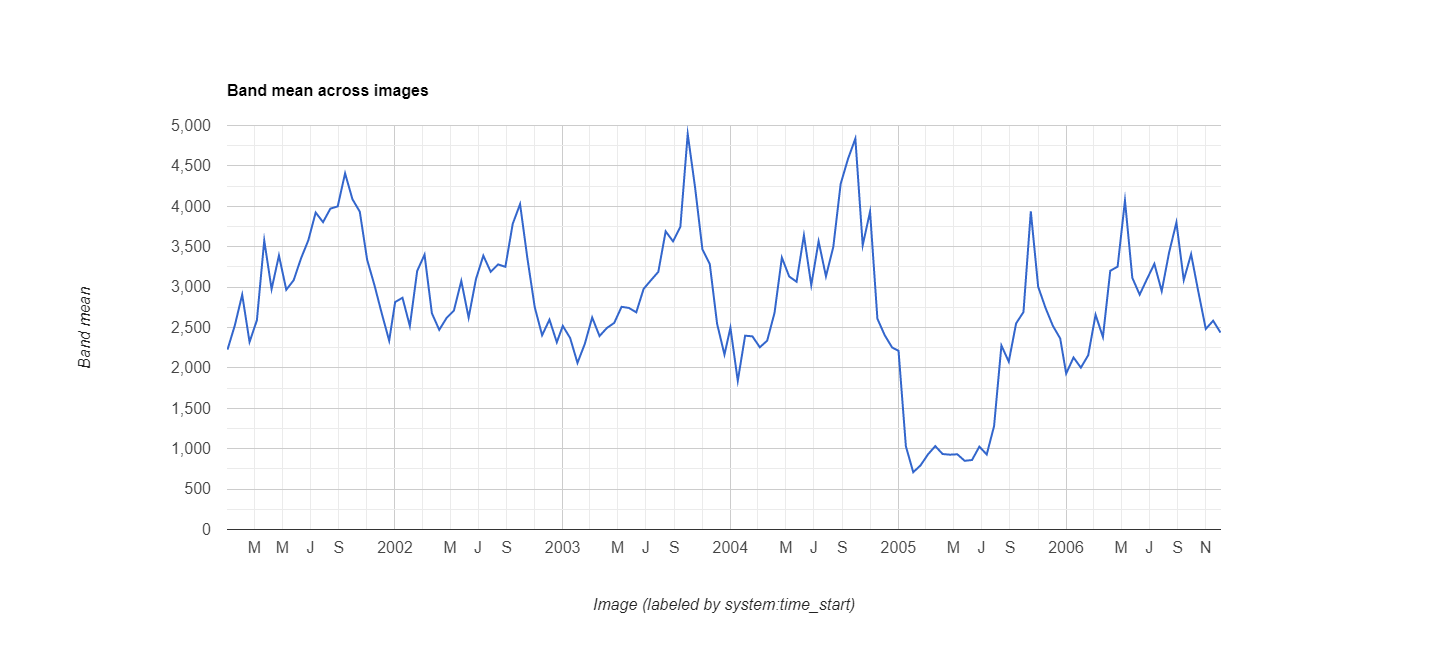 Band mean across images
5,000
4,500
4,000
3,500
3,000
2,500
2,000
1,500
1,000
500
0
Band mean
M M J S 2002 M J S 2003 M J S 2004 M J S 2005 M J S 2006 M J S N
Image (labeled by system:time_start)